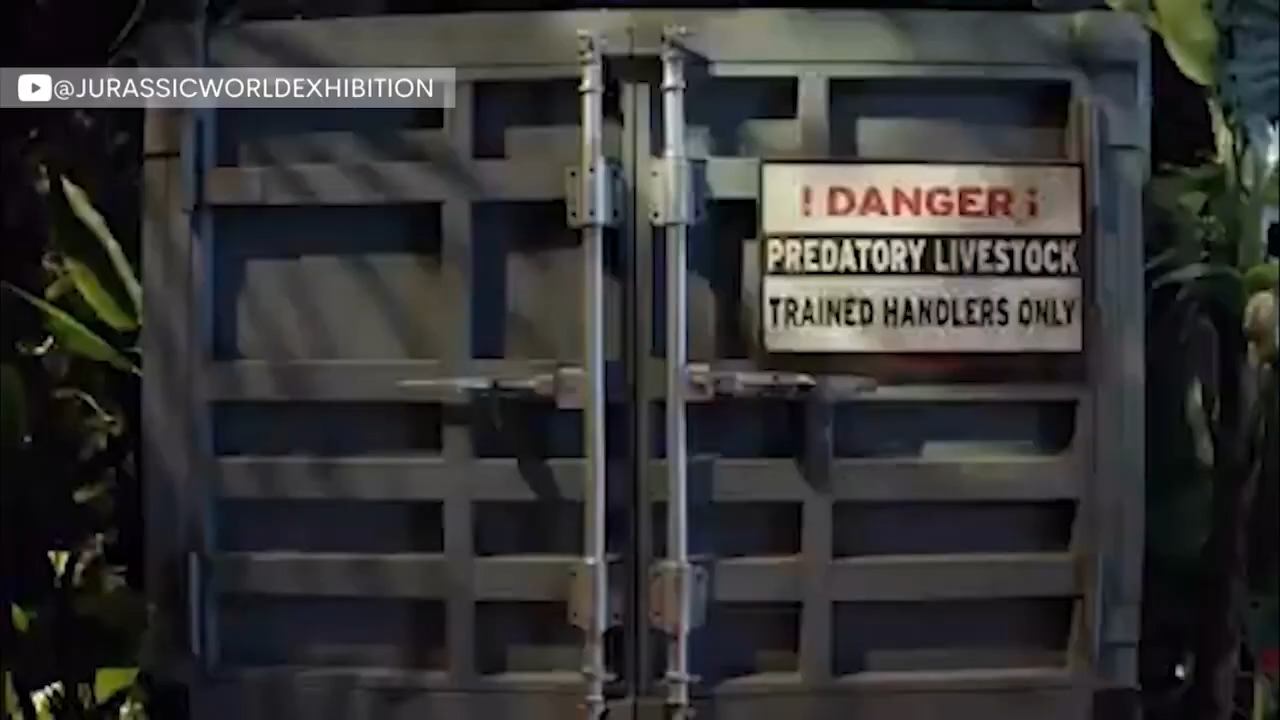 @JURASSICWORLDEXHIBITION
! DANGER ¡
PREDATORY LIVESTOCK
TRAINED HANDLERS ONLY